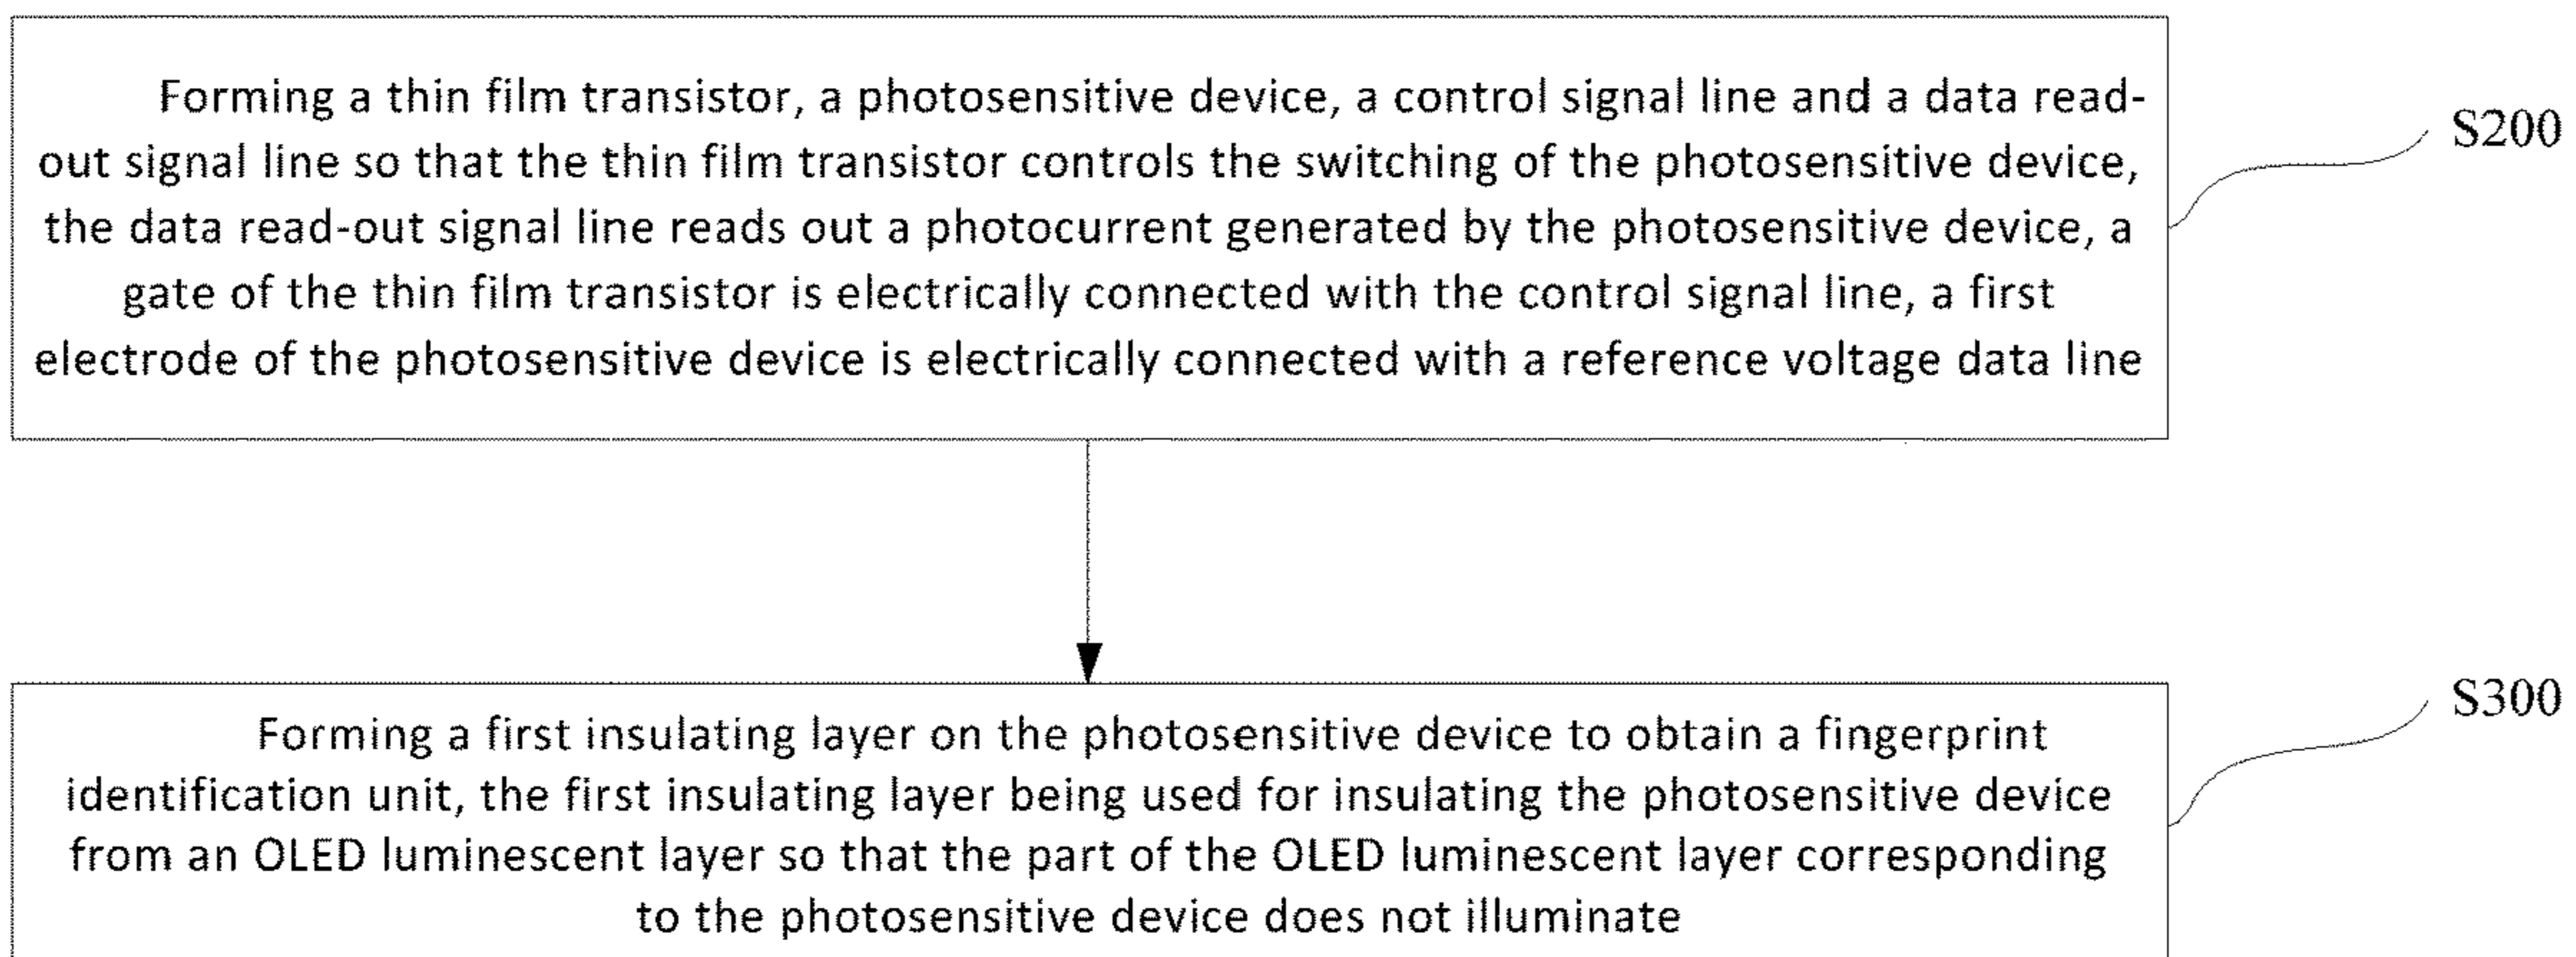 Forming a thin film transistor, a photosensitive device, a control signal line and a data read-
out signal line so that the thin film transistor controls the switching of the photosensitive device,
the data read-out signal line reads out a photocurrent generated by the photosensitive device, a
gate of the thin film transistor is electrically connected with the control signal line, a first
electrode of the photosensitive device is electrically connected with a reference voltage data line
S200
Forming a first insulating layer on the photosensitive device to obtain a fingerprint
identification unit, the first insulating layer being used for insulating the photosensitive device
from an OLED luminescent layer so that the part of the OLED luminescent layer corresponding
to the photosensitive device does not illuminate
S300